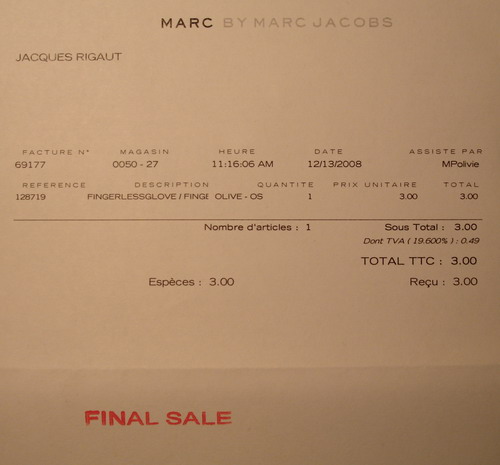 MARC BY MARC JACOBS
JACQUES RIGAUT
FACTURE N° MAGASIN HEURE DATE ASSISTE PAR
69177 0050 - 27 11:16:06 AM 12/13/2008 MPolivie
REFERENCE DESCRIPTION QUANTITE PRIX UNITAIRE TOTAL
128719 FINGERLESSGLOVE / FINGE OLIVE - OS 1 3.00 3.00
Nombre d'articles : 1 Sous Total : 3.00
Dont TVA ( 19.600% ) : 0.49
TOTAL TTC : 3.00
Espèces : 3.00 Reçu : 3.00
FINAL SALE